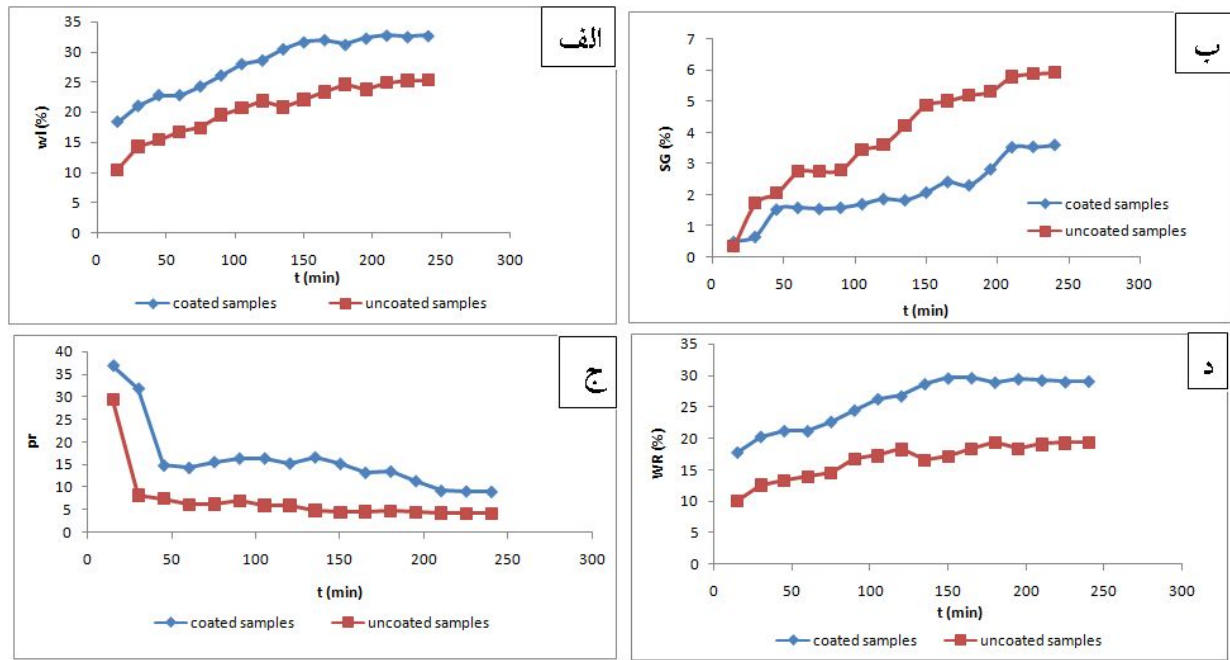 الف
wl (%)
35
30
25
20
15
10
5
0
0 50 100 150 200 250 300
t (min)
coated samples uncoated samples
ب
SG (%)
7
6
5
4
3
2
1
0
0 50 100 150 200 250 300
t (min)
coated samples
uncoated samples
ج
pr
40
35
30
25
20
15
10
5
0
0 50 100 150 200 250 300
t (min)
coated samples uncoated samples
د
WR (%)
35
30
25
20
15
10
5
0
0 50 100 150 200 250 300
t (min)
coated samples uncoated samples